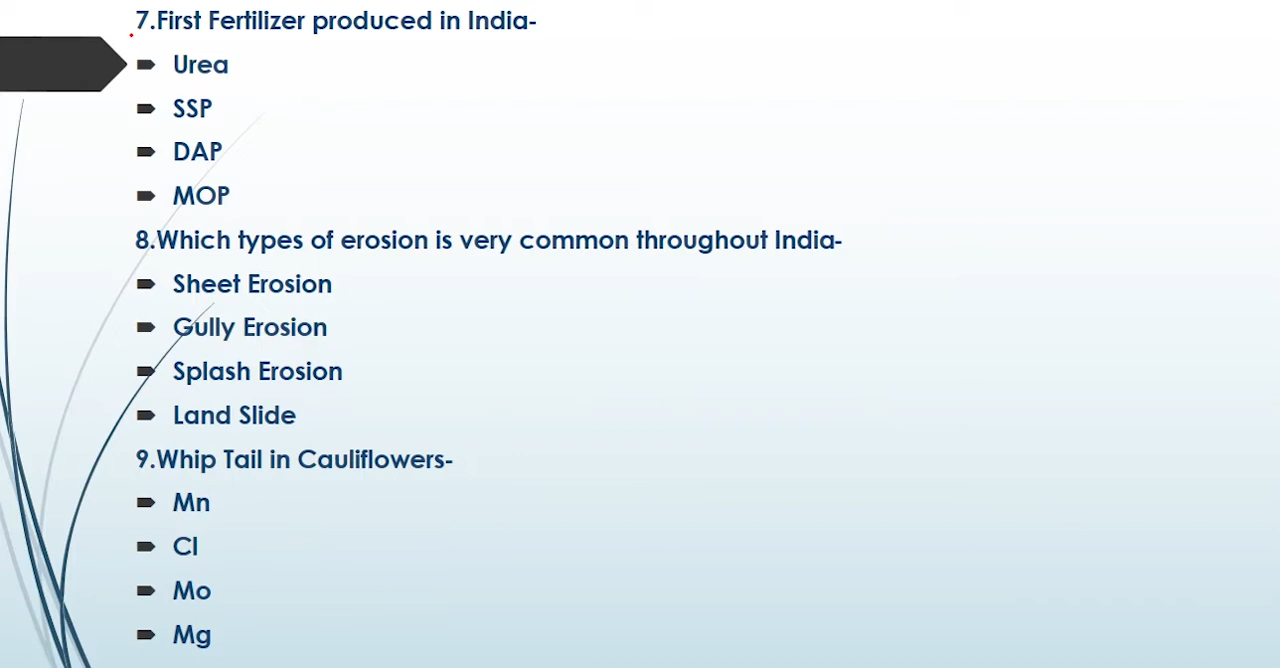 7.First Fertilizer produced in India-
Urea
SSP
DAP
MOP
8.Which types of erosion is very common throughout India-
Sheet Erosion
Gully Erosion
Splash Erosion
Land Slide
9.Whip Tail in Cauliflowers-
Mn
Cl
Mo
Mg